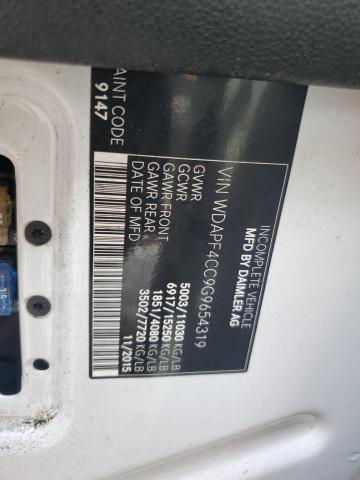 INCOMPLETE VEHICLE
MFD BY DAIMLER AG
VIN WDAPF4CC9G9654319
GVWR 5003/11030 KG/LB
GCWR 6917/15250 KG/LB
GAWR FRONT 1851/4080 KG/LB
GAWR REAR 3502/7720 KG/LB
DATE OF MFD 11/2015
AINT CODE
9147